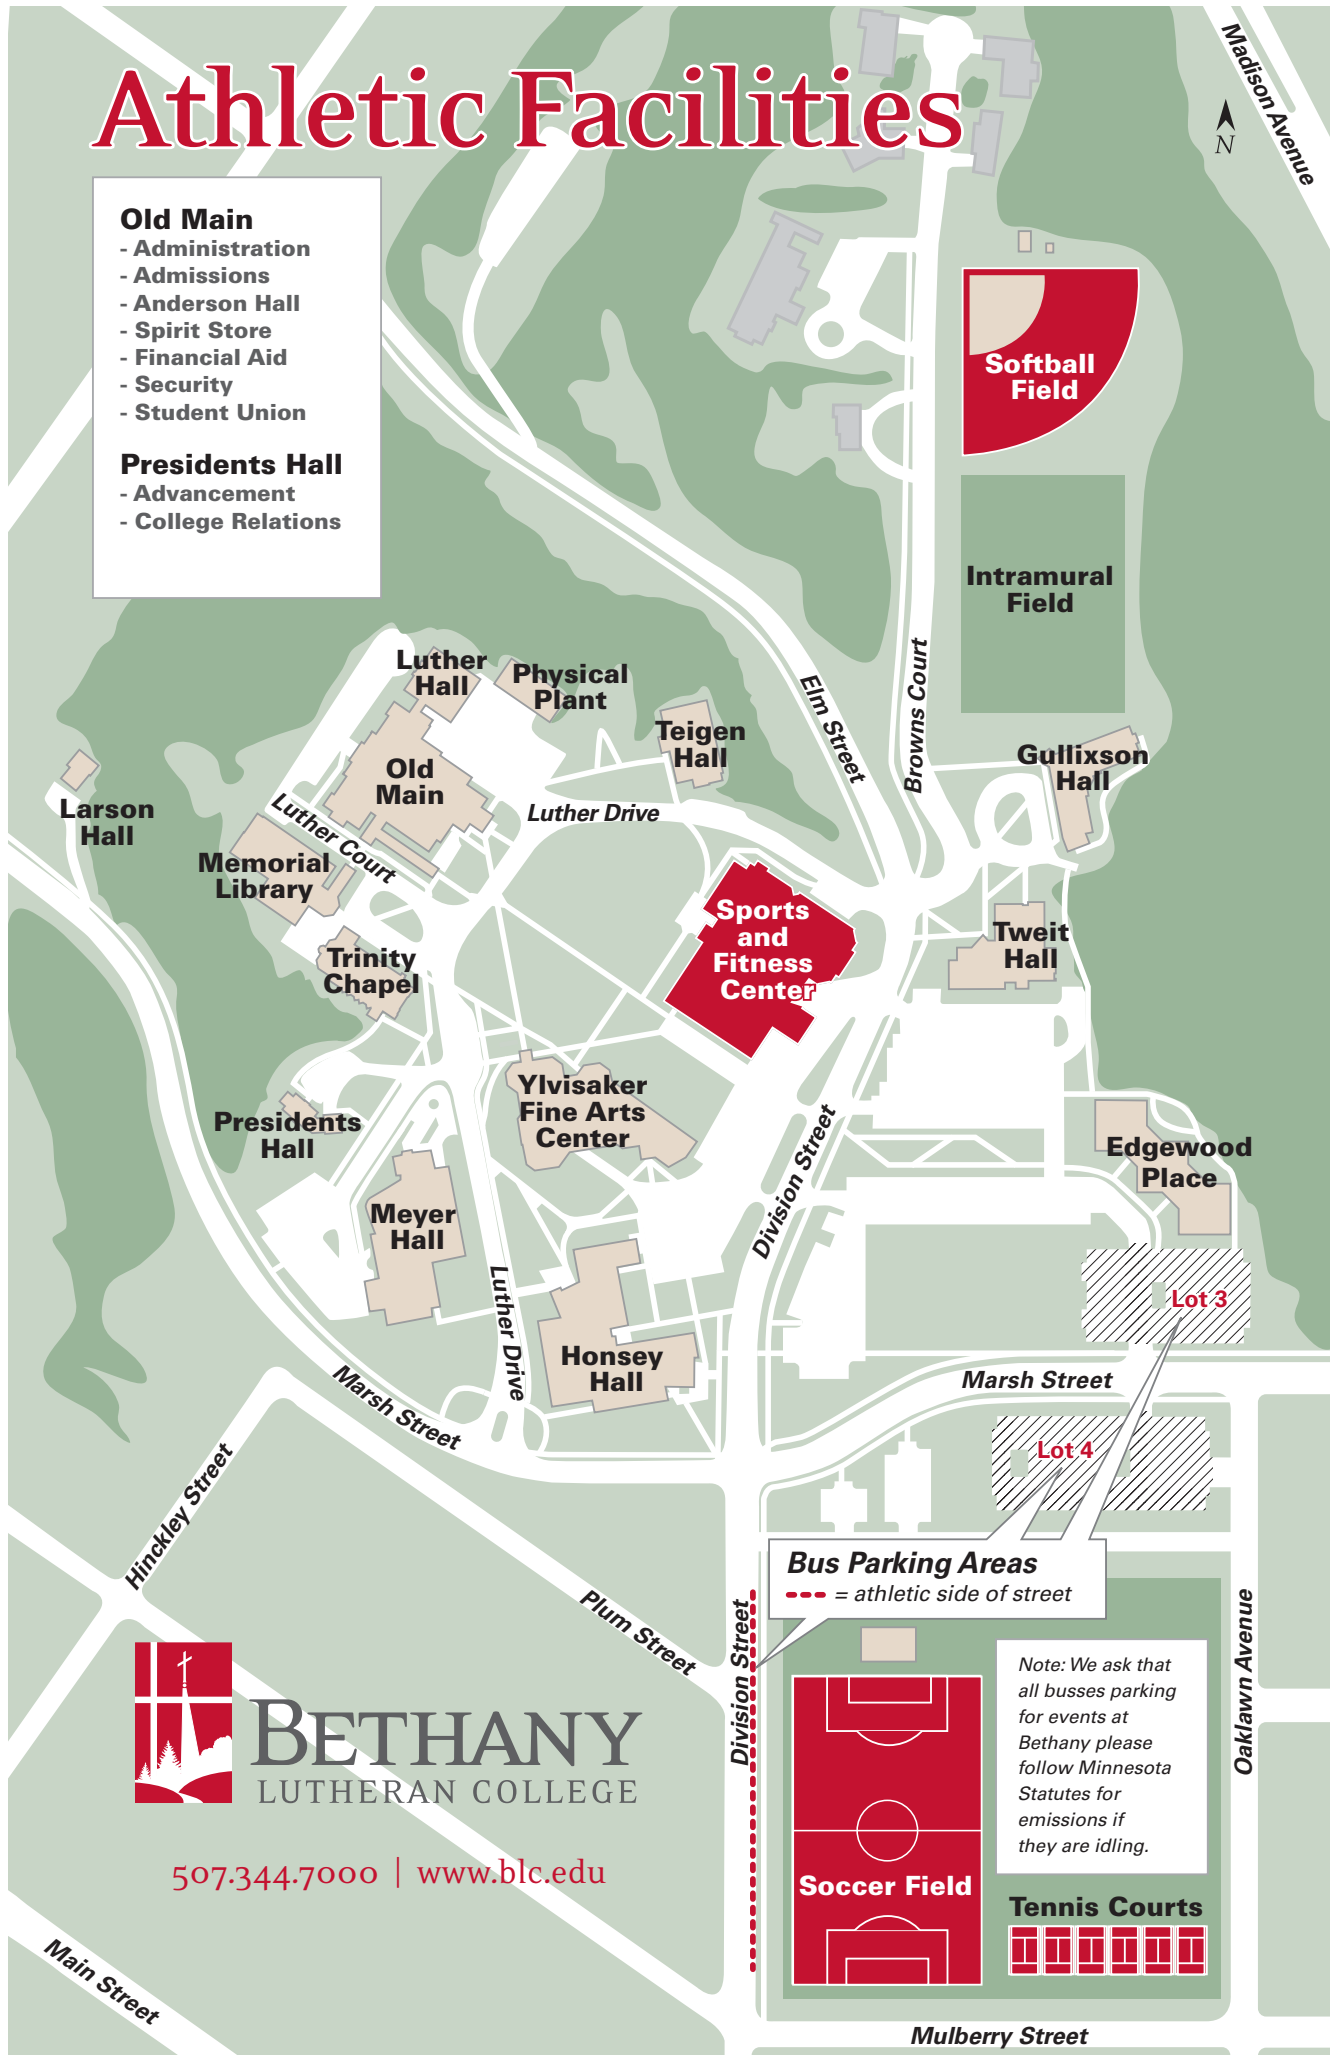 Athletic Facilities
Madison Avenue
N
Old Main
- Administration
- Admissions
- Anderson Hall
- Spirit Store
- Financial Aid
- Security
- Student Union
Presidents Hall
- Advancement
- College Relations
Softball
Field
Intramural
Field
Luther
Hall
Physical
Plant
Teigen
Hall
Elm Street
Browns Court
Gullixson
Hall
Old
Main
Larson
Hall
Luther Court
Luther Drive
Memorial
Library
Sports
and
Fitness
Center
Tweit
Hall
Trinity
Chapel
Ylvisaker
Fine Arts
Center
Presidents
Hall
Division Street
Edgewood
Place
Meyer
Hall
Luther Drive
Lot 3
Honsey
Hall
Marsh Street
Marsh Street
Lot 4
Hinckley Street
Bus Parking Areas
= athletic side of street
Plum Street
Division Street
Oaklawn Avenue
Note: We ask that
all busses parking
for events at
Bethany please
follow Minnesota
Statutes for
emissions if
they are idling.
BETHANY
LUTHERAN COLLEGE
507.344.7000 | www.blc.edu
Soccer Field
Tennis Courts
Main Street
Mulberry Street